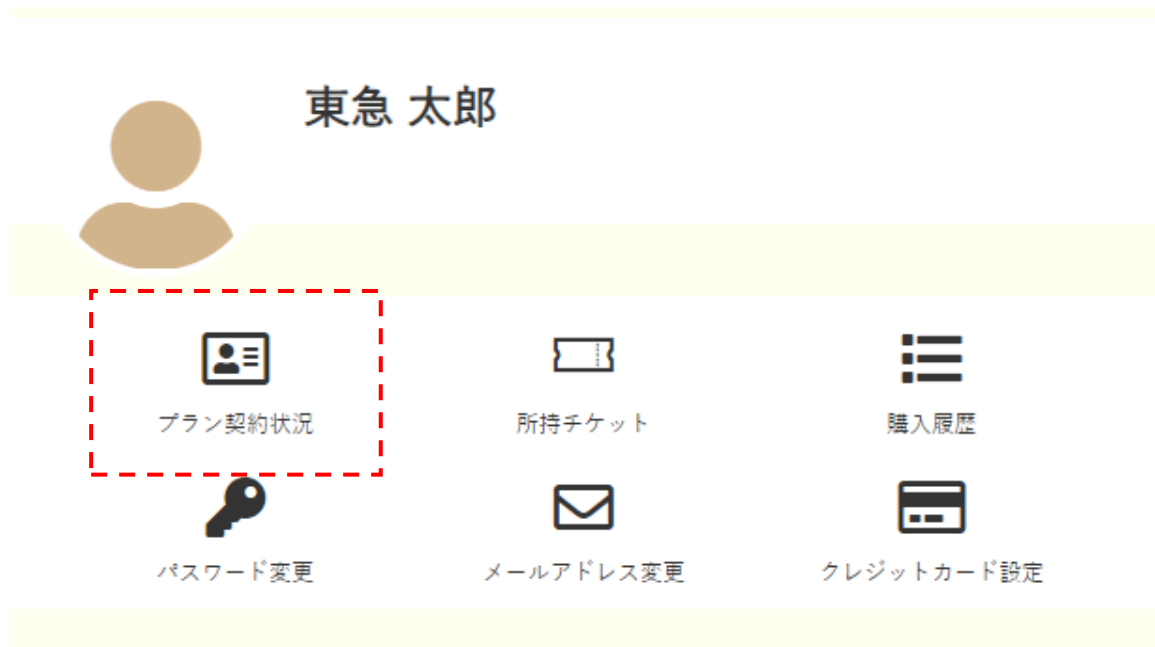 東急 太郎
プラン契約状況
所持チケット
購入履歴
パスワード変更
メールアドレス変更
クレジットカード設定